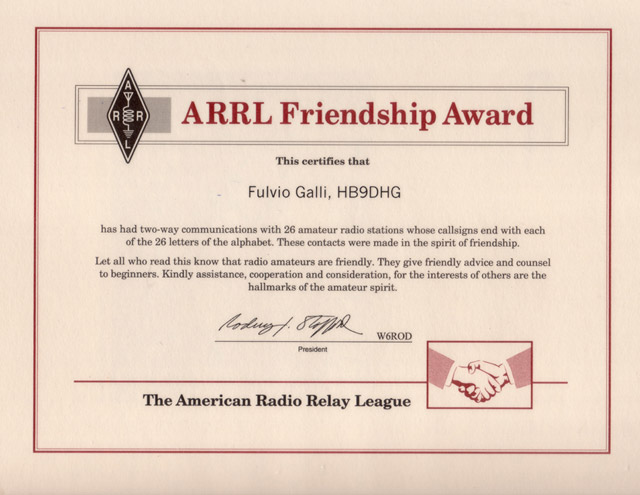 A
R R
L
ARRL Friendship Award
This certifies that
Fulvio Galli, HB9DHG
has had two-way communications with 26 amateur radio stations whose callsigns end with each
of the 26 letters of the alphabet. These contacts were made in the spirit of friendship.
Let all who read this know that radio amateurs are friendly. They give friendly advice and counsel
to beginners. Kindly assistance, cooperation and consideration, for the interests of others are the
hallmarks of the amateur spirit.
W6ROD
President
The American Radio Relay League